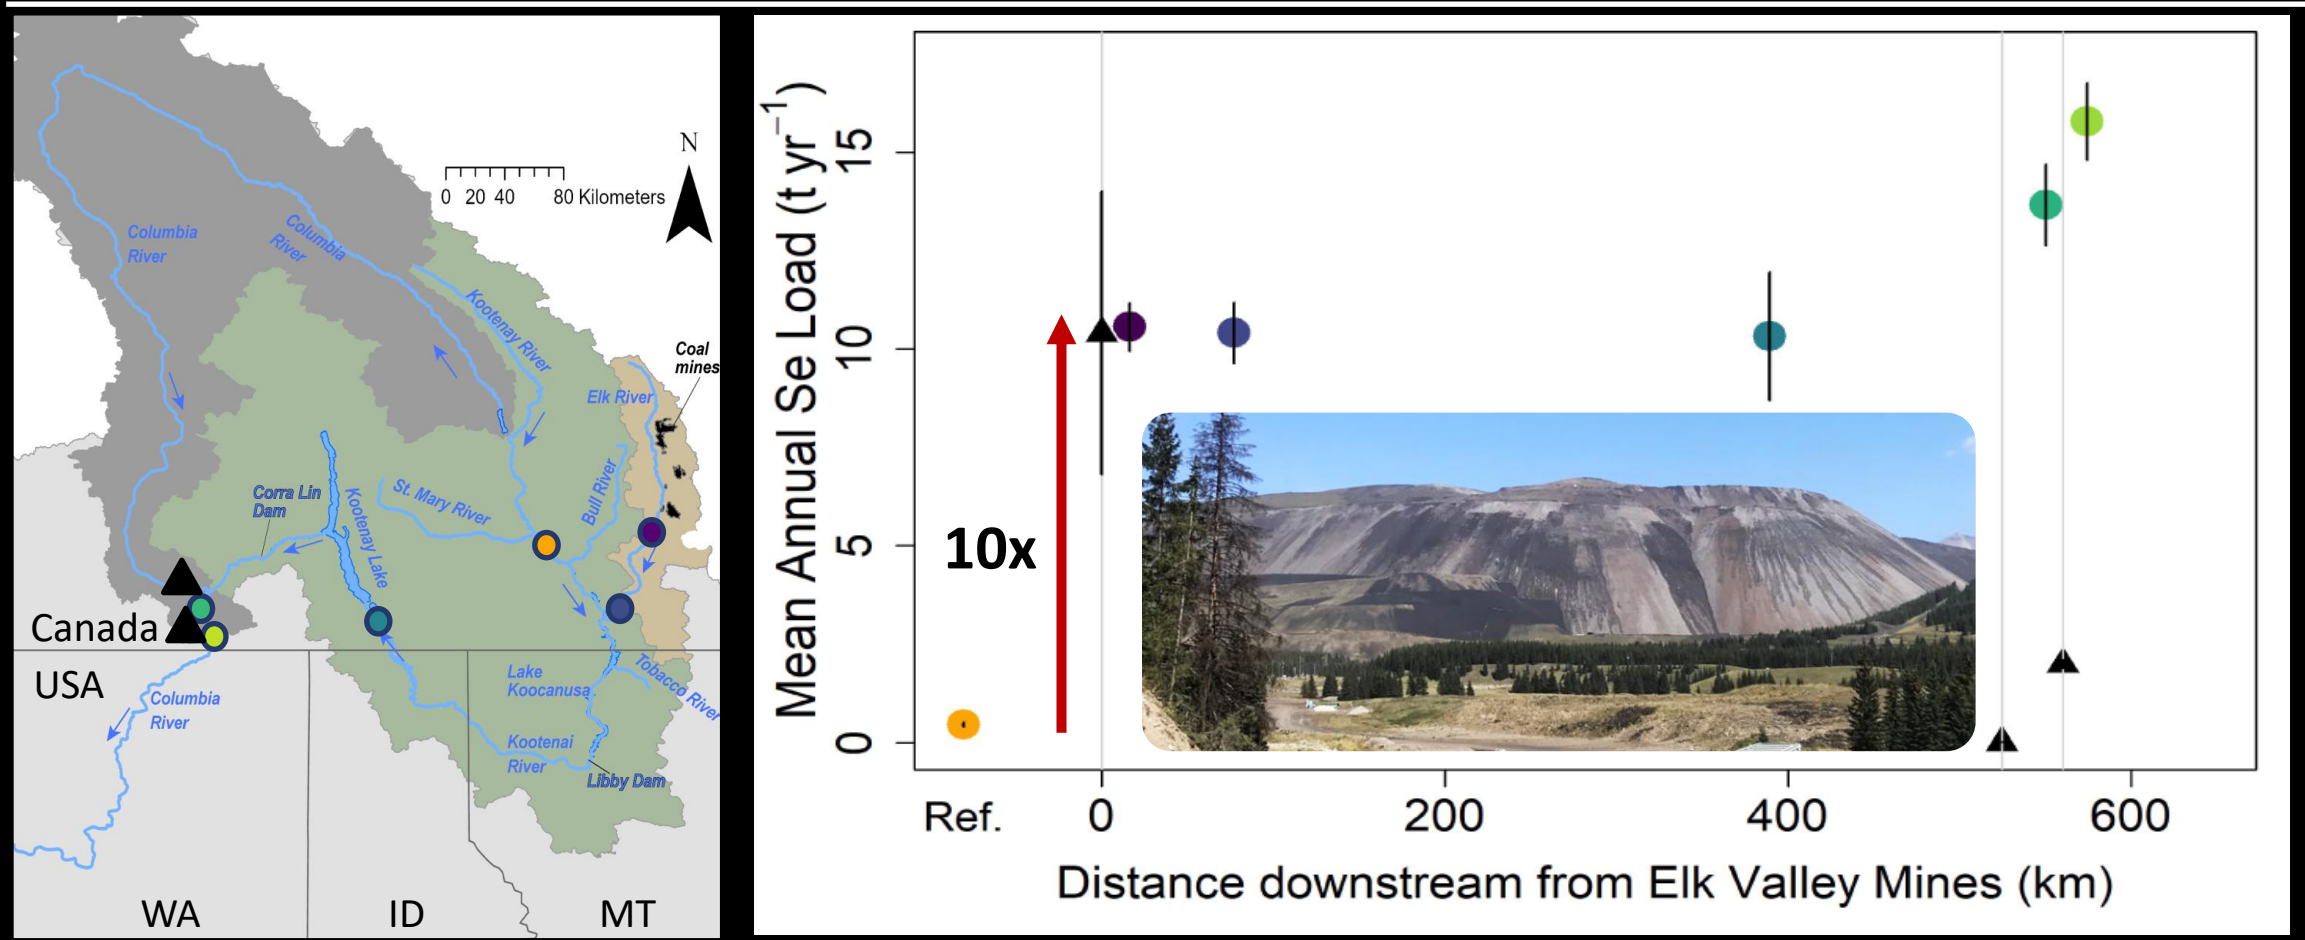 N
0 20 40 80 Kilometers
Columbia
River
Columbia
River
Kootenay River
Coal
mines
Elk River
Bull River
St. Mary River
Corra Lin
Dam
Kootenay Lake
Canada
USA
Columbia
River
Lake
Koocanusa
Tobacco River
Kootenai
River
Libby Dam
WA
ID
MT
Mean Annual Se Load (t yr⁻¹)
15
10
5
0
10x
Ref.
0
200
400
600
Distance downstream from Elk Valley Mines (km)